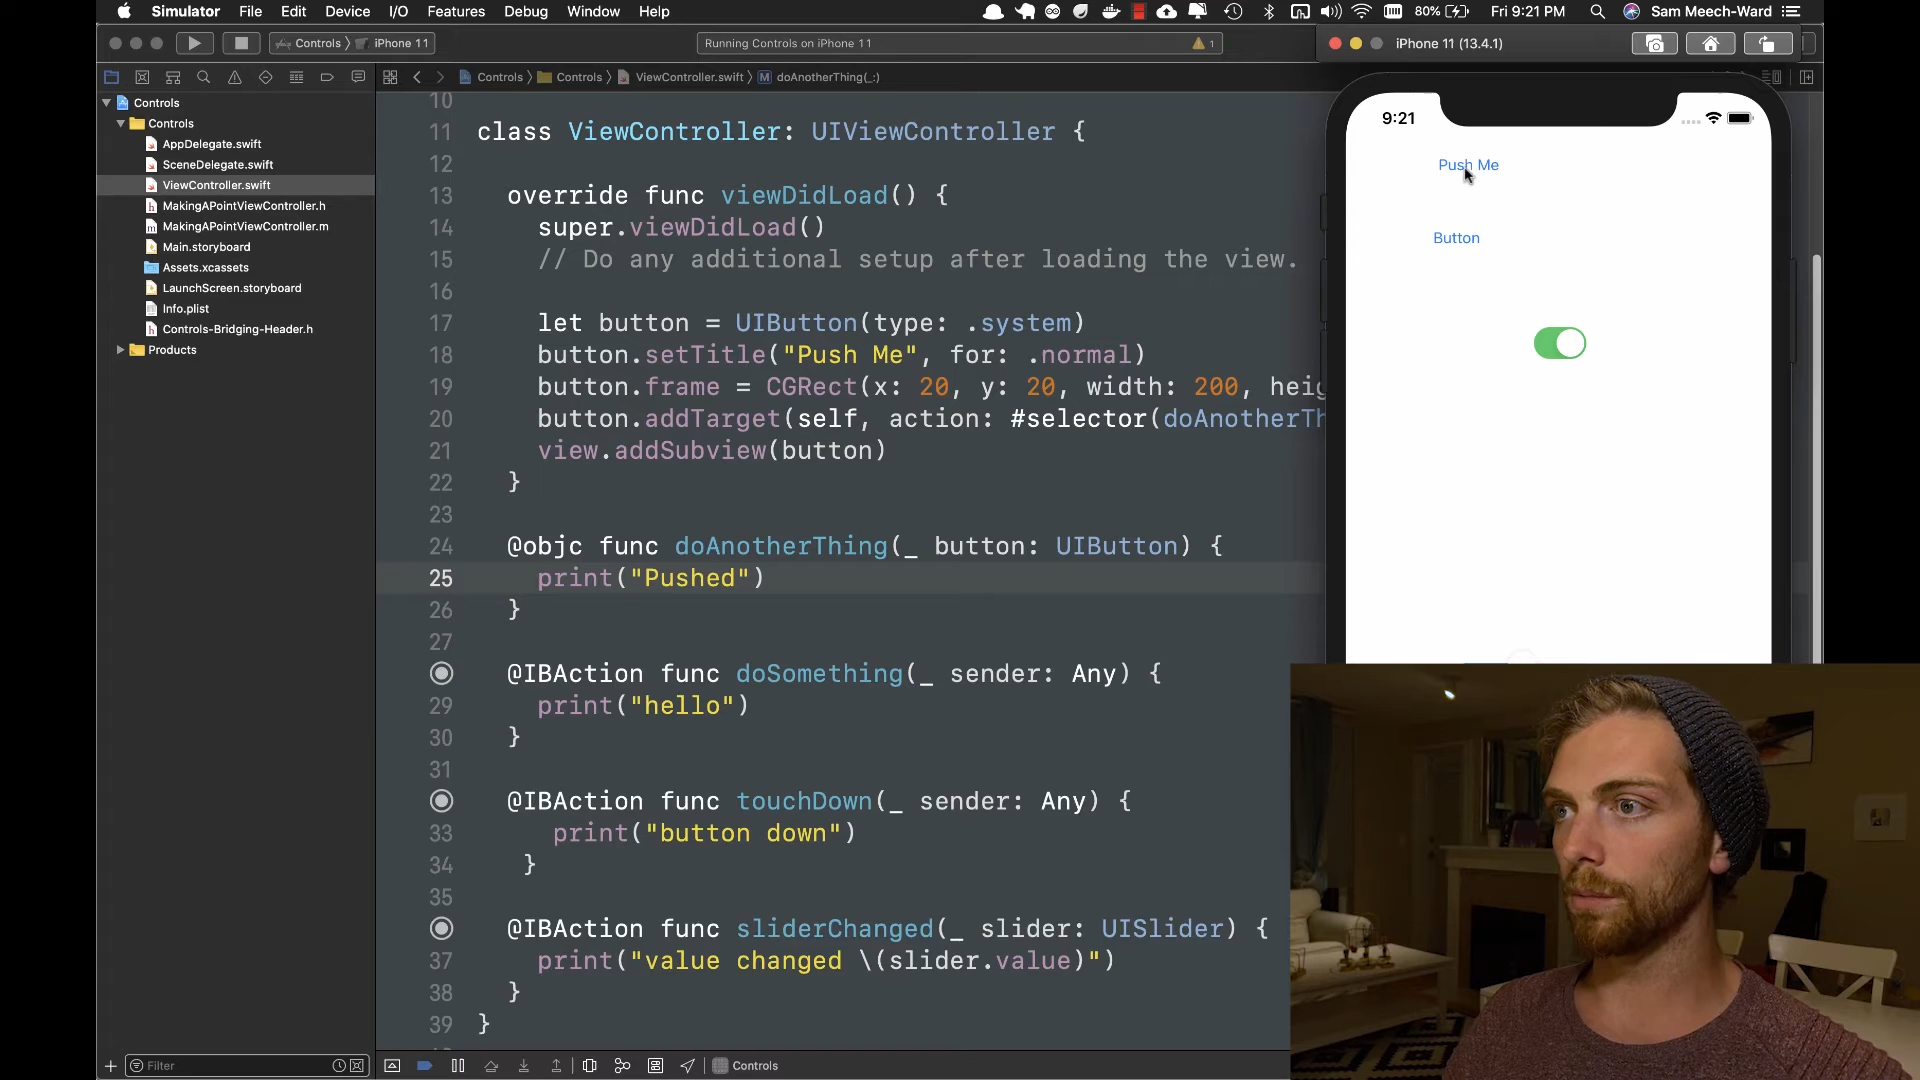 Simulator File Edit Device I/O Features Debug Window Help 80% Fri 9:21 PM Sam Meech-Ward
Controls iPhone 11 Running Controls on iPhone 11 1 iPhone 11 (13.4.1)
Controls Controls ViewController.swift M doAnotherThing(_:)
Controls
Controls
AppDelegate.swift
SceneDelegate.swift
ViewController.swift
MakingAPointViewController.h
MakingAPointViewController.m
Main.storyboard
Assets.xcassets
LaunchScreen.storyboard
Info.plist
Controls-Bridging-Header.h
Products
10
11 class ViewController: UIViewController {
12
13 override func viewDidLoad() {
14 super.viewDidLoad()
15 // Do any additional setup after loading the view.
16
17 let button = UIButton(type: .system)
18 button.setTitle("Push Me", for: .normal)
19 button.frame = CGRect(x: 20, y: 20, width: 200, heig
20 button.addTarget(self, action: #selector(doAnotherTh
21 view.addSubview(button)
22 }
23
24 @objc func doAnotherThing(_ button: UIButton) {
25 print("Pushed")
26 }
27
@IBAction func doSomething(_ sender: Any) {
29 print("hello")
30 }
31
@IBAction func touchDown(_ sender: Any) {
33 print("button down")
34 }
35
@IBAction func sliderChanged(_ slider: UISlider) {
37 print("value changed \(slider.value)")
38 }
39 }
9:21
Push Me
Button
Filter
Controls